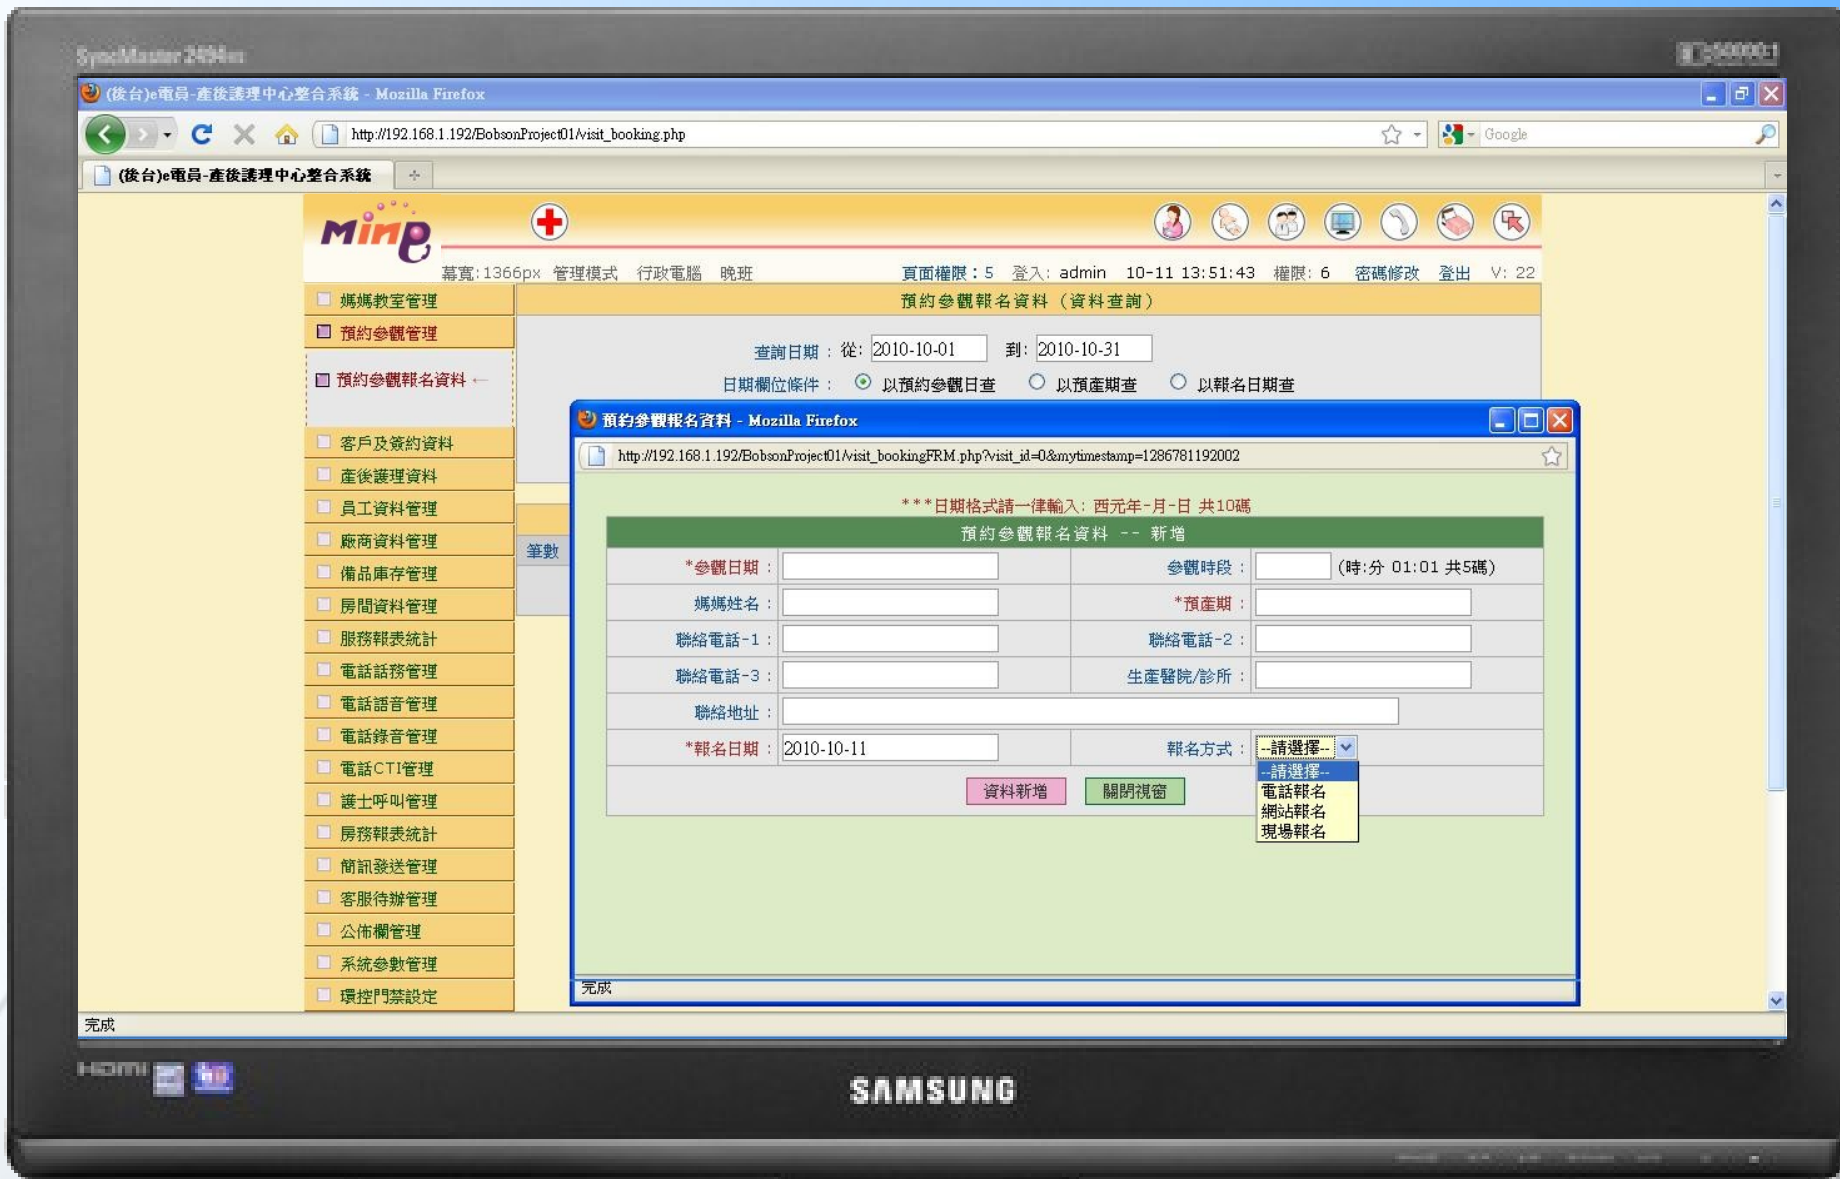 SyncMaster 2494
(後台)e電員-產後護理中心整合系統 - Mozilla Firefox
http://192.168.1.192/BobsonProject01/visit_booking.php
Google
(後台)e電員-產後護理中心整合系統
Minp
幕寬:1366px 管理模式 行政電腦 晚班 頁面權限:5 登入: admin 10-11 13:51:43 權限: 6 密碼修改 登出 V: 22
媽媽教室管理
預約參觀管理
預約參觀報名資料 ←
客戶及簽約資料
產後護理資料
員工資料管理
廠商資料管理
備品庫存管理
房間資料管理
服務報表統計
電話話務管理
電話語音管理
電話錄音管理
電話CTI管理
護士呼叫管理
房務報表統計
簡訊發送管理
客服待辦管理
公佈欄管理
系統參數管理
環控門禁設定
預約參觀報名資料 (資料查詢)
查詢日期 : 從: 2010-10-01 到: 2010-10-31
日期欄位條件 : 以預約參觀日查 以預產期查 以報名日期查
筆數
預約參觀報名資料 - Mozilla Firefox
http://192.168.1.192/BobsonProject01/visit_bookingFRM.php?visit_id=0&mytimestamp=1286781192002
***日期格式請一律輸入: 西元年-月-日 共10碼
預約參觀報名資料 -- 新增
*參觀日期 : 參觀時段 : (時:分 01:01 共5碼)
媽媽姓名 : *預產期 :
聯絡電話-1 : 聯絡電話-2 :
聯絡電話-3 : 生產醫院/診所 :
聯絡地址 :
*報名日期 : 2010-10-11 報名方式 : --請選擇--
--請選擇--
電話報名
網站報名
現場報名
資料新增 關閉視窗
完成
完成
HDMI
SAMSUNG